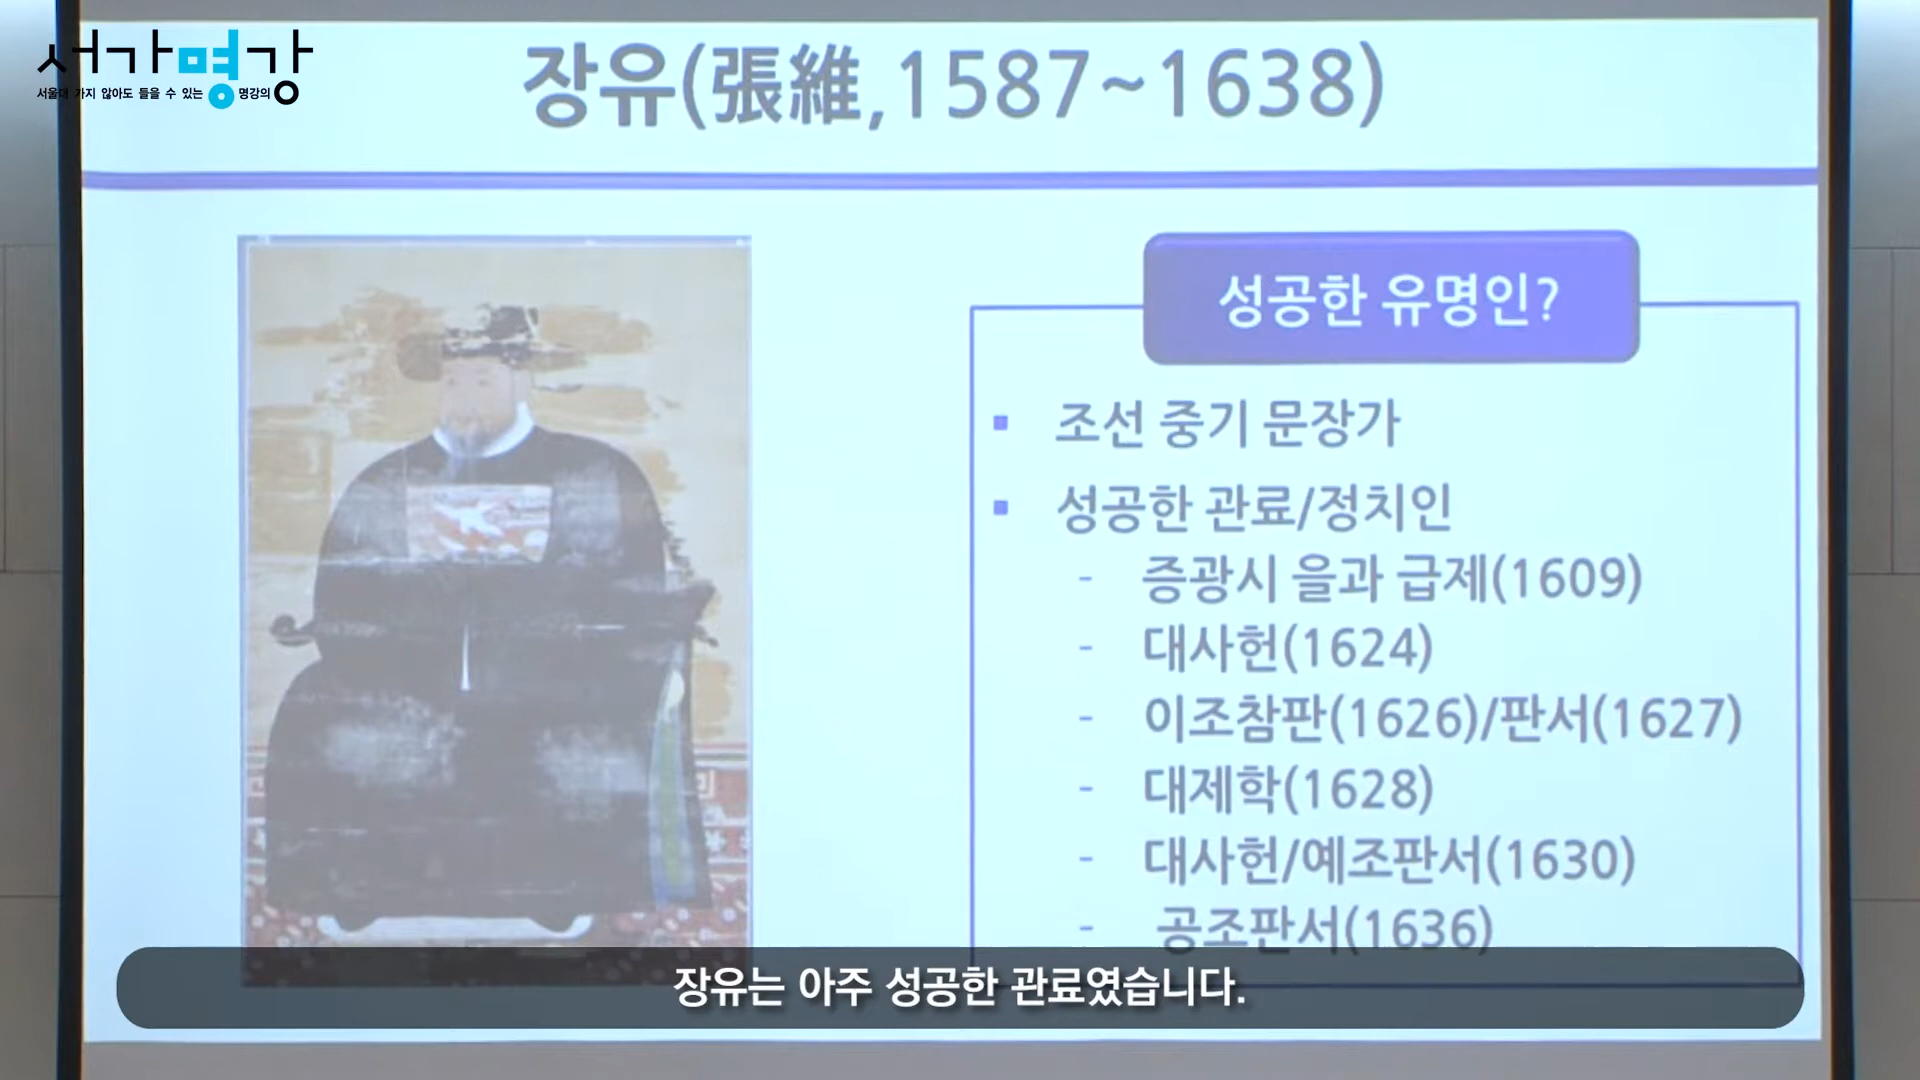 서가명강
서울대 가지 않아도 들을 수 있는 명강의
장유(張維,1587~1638)
성공한 유명인?
▪ 조선 중기 문장가
▪ 성공한 관료/정치인
- 증광시 을과 급제(1609)
- 대사헌(1624)
- 이조참판(1626)/판서(1627)
- 대제학(1628)
- 대사헌/예조판서(1630)
- 공조판서(1636)
장유는 아주 성공한 관료였습니다.